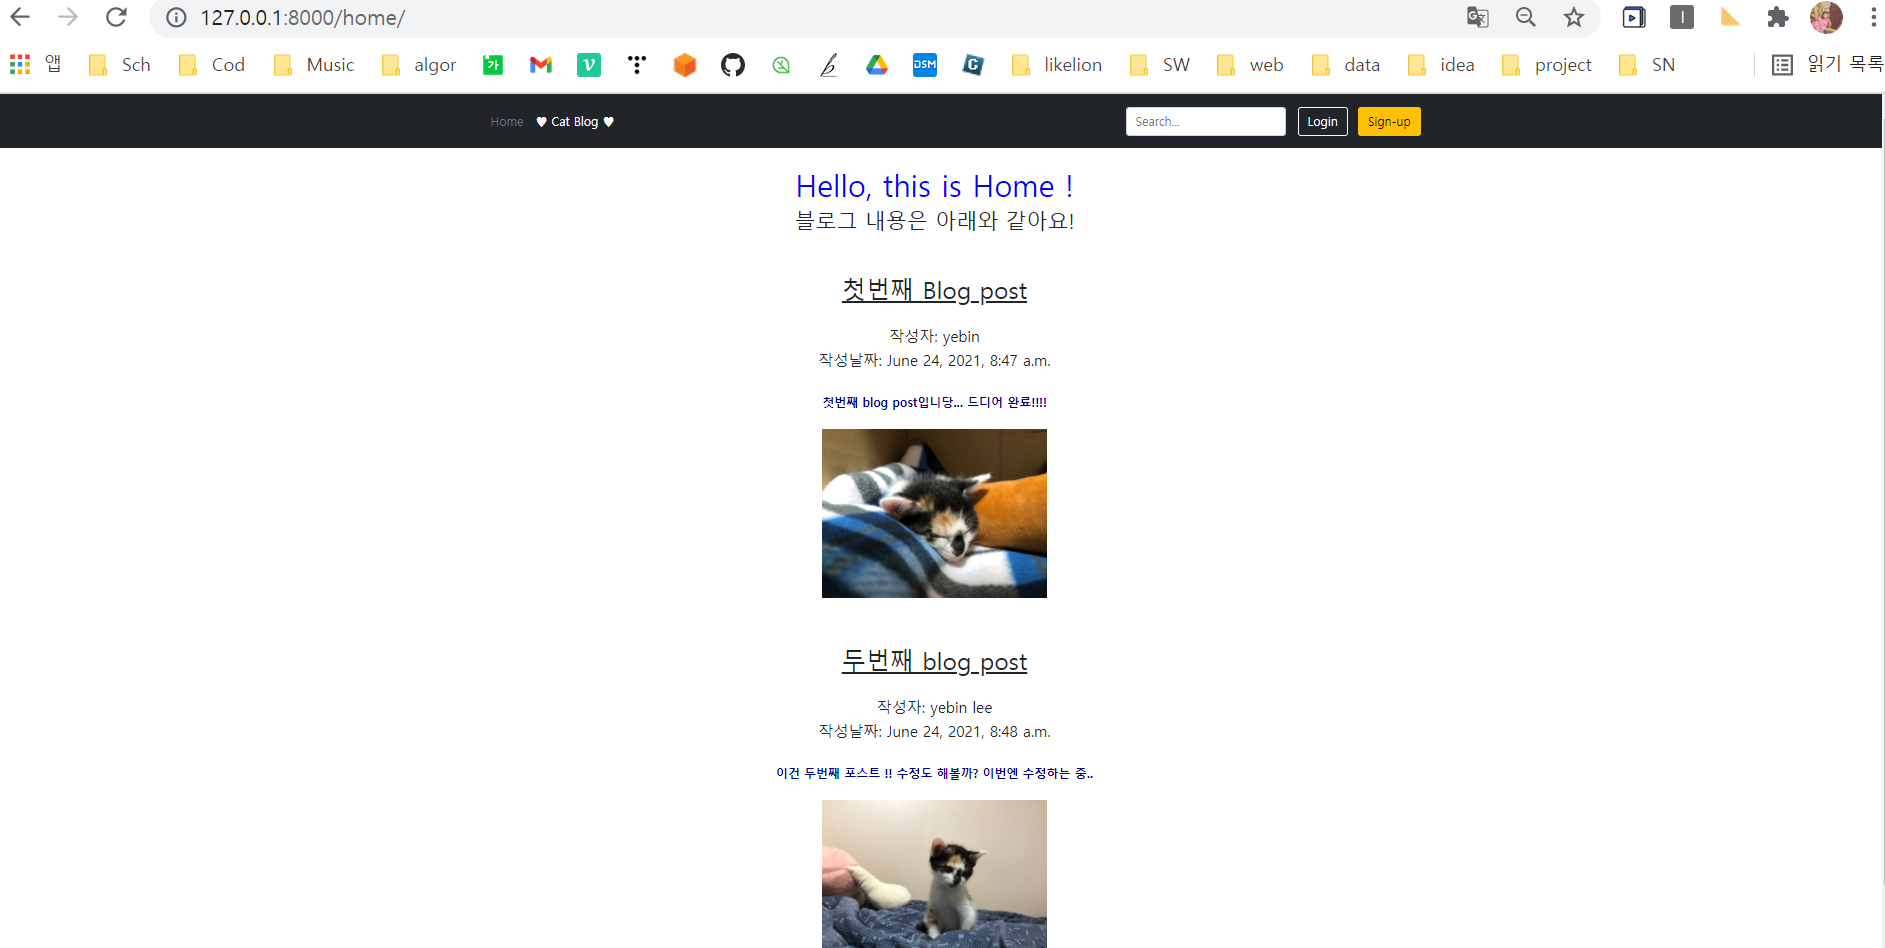 127.0.0.1:8000/home/
앱 Sch Cod Music algor 가 DSM likelion SW web data idea project SN 읽기 목록
Home ♥ Cat Blog ♥ Search... Login Sign-up
Hello, this is Home !
블로그 내용은 아래와 같아요!
첫번째 Blog post
작성자: yebin
작성날짜: June 24, 2021, 8:47 a.m.
첫번째 blog post입니당... 드디어 완료!!!!
두번째 blog post
작성자: yebin lee
작성날짜: June 24, 2021, 8:48 a.m.
이건 두번째 포스트 !! 수정도 해볼까? 이번엔 수정하는 중..